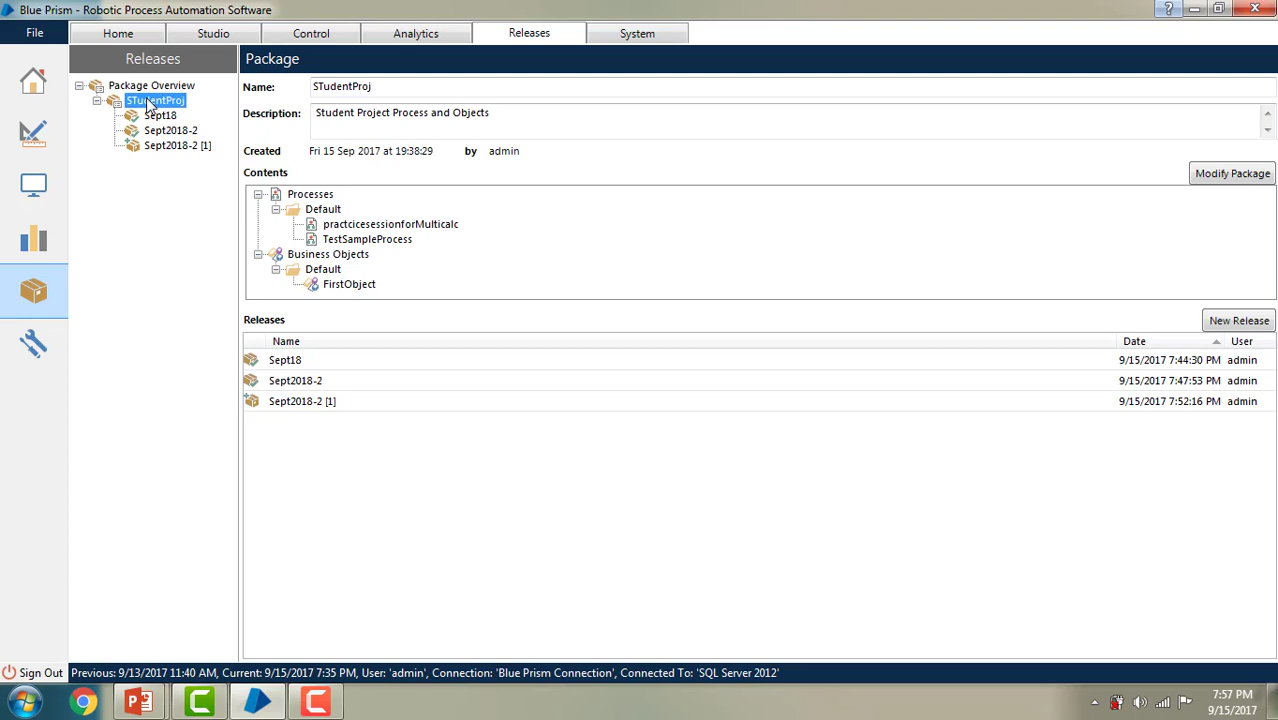 Blue Prism - Robotic Process Automation Software
File Home Studio Control Analytics Releases System
Releases
Package Overview
STudentProj
Sept18
Sept2018-2
Sept2018-2 [1]
Package
Name: STudentProj
Description: Student Project Process and Objects
Created Fri 15 Sep 2017 at 19:38:29 by admin
Contents
Modify Package
Processes
Default
practcicesessionforMulticalc
TestSampleProcess
Business Objects
Default
FirstObject
Releases
New Release
Name Date User
Sept18 9/15/2017 7:44:30 PM admin
Sept2018-2 9/15/2017 7:47:53 PM admin
Sept2018-2 [1] 9/15/2017 7:52:16 PM admin
Sign Out
Previous: 9/13/2017 11:40 AM, Current: 9/15/2017 7:35 PM, User: 'admin', Connection: 'Blue Prism Connection', Connected To: 'SQL Server 2012'
7:57 PM
9/15/2017